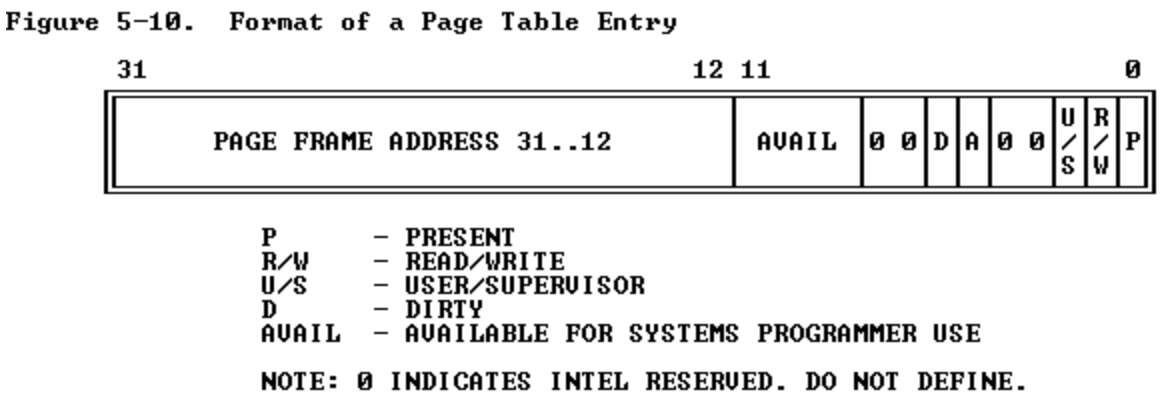 Figure 5-10. Format of a Page Table Entry
31 12 11 0
PAGE FRAME ADDRESS 31..12 AVAIL 0 0 D A 0 0 U/S R/W P
P - PRESENT
R/W - READ/WRITE
U/S - USER/SUPERVISOR
D - DIRTY
AVAIL - AVAILABLE FOR SYSTEMS PROGRAMMER USE
NOTE: 0 INDICATES INTEL RESERVED. DO NOT DEFINE.